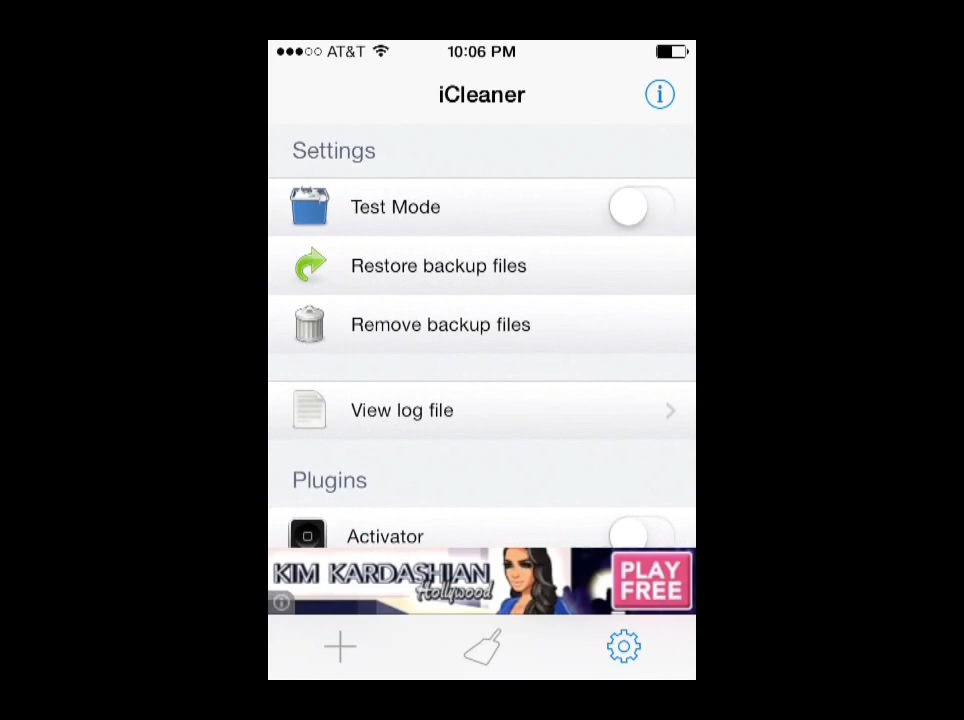 AT&T 10:06 PM
iCleaner
Settings
Test Mode
Restore backup files
Remove backup files
View log file
Plugins
Activator
KIM KARDASHIAN
Hollywood
PLAY
FREE